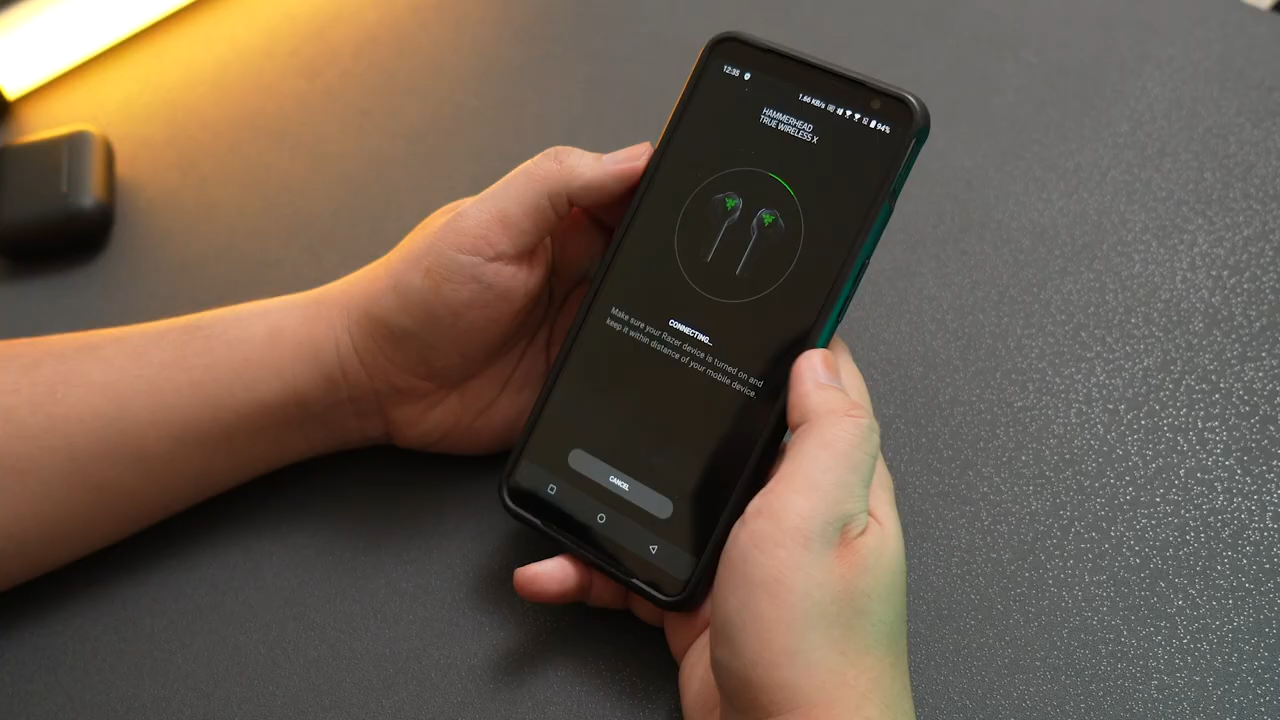 12:35
1.66 KB/s 94%
HAMMERHEAD
TRUE WIRELESS X
CONNECTING...
Make sure your Razer device is turned on and
keep it within distance of your mobile device.
CANCEL